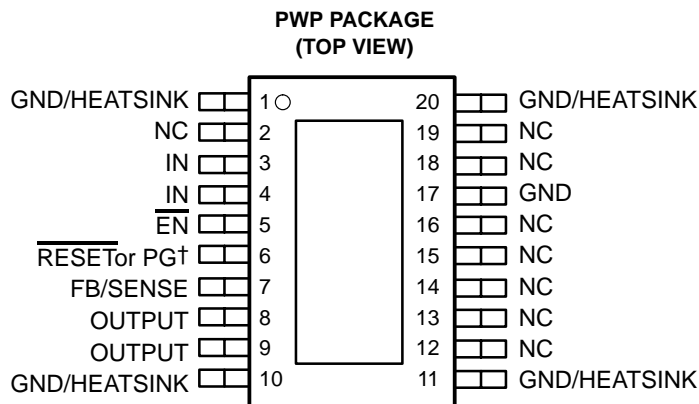 PWP PACKAGE
(TOP VIEW)
GND/HEATSINK 1 20 GND/HEATSINK
NC 2 19 NC
IN 3 18 NC
IN 4 17 GND
EN 5 16 NC
RESETor PG† 6 15 NC
FB/SENSE 7 14 NC
OUTPUT 8 13 NC
OUTPUT 9 12 NC
GND/HEATSINK 10 11 GND/HEATSINK